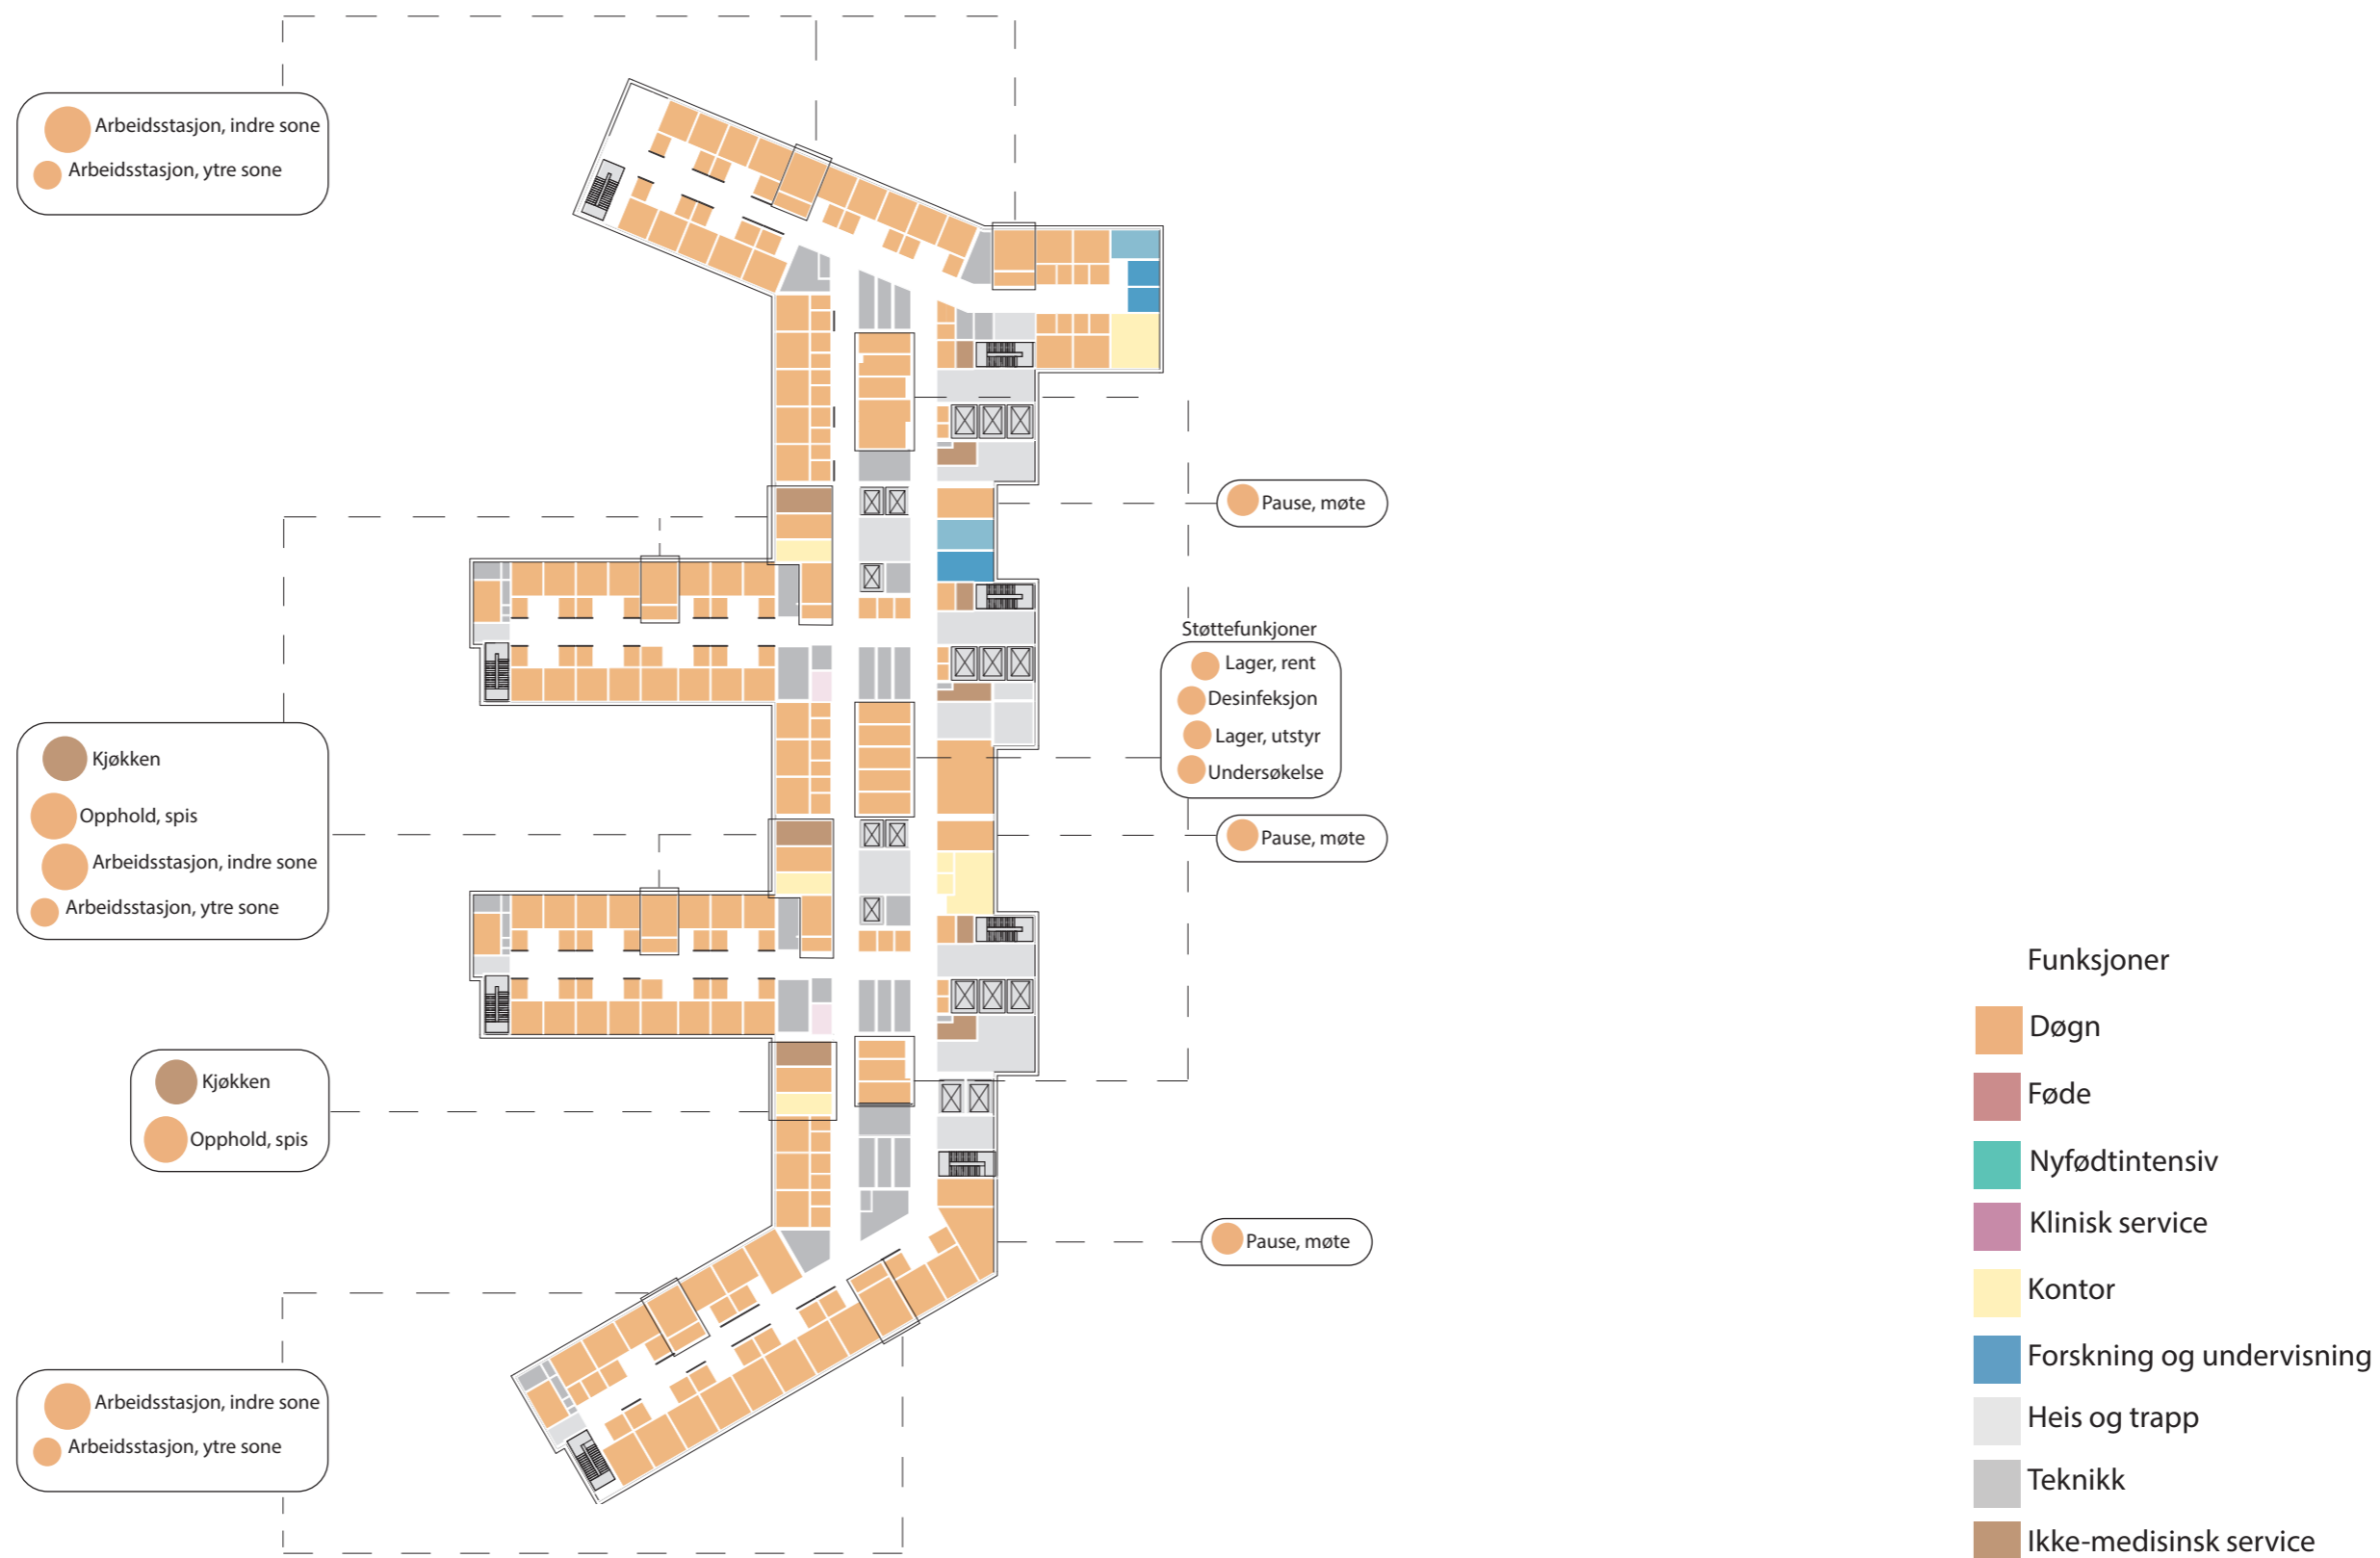 Arbeidsstasjon, indre sone
Arbeidsstasjon, ytre sone
Pause, møte
Støttefunkjoner
Lager, rent
Desinfeksjon
Lager, utstyr
Undersøkelse
Kjøkken
Opphold, spis
Arbeidsstasjon, indre sone
Arbeidsstasjon, ytre sone
Pause, møte
Kjøkken
Opphold, spis
Pause, møte
Arbeidsstasjon, indre sone
Arbeidsstasjon, ytre sone
Funksjoner
Døgn
Føde
Nyfødtintensiv
Klinisk service
Kontor
Forskning og undervisning
Heis og trapp
Teknikk
Ikke-medisinsk service